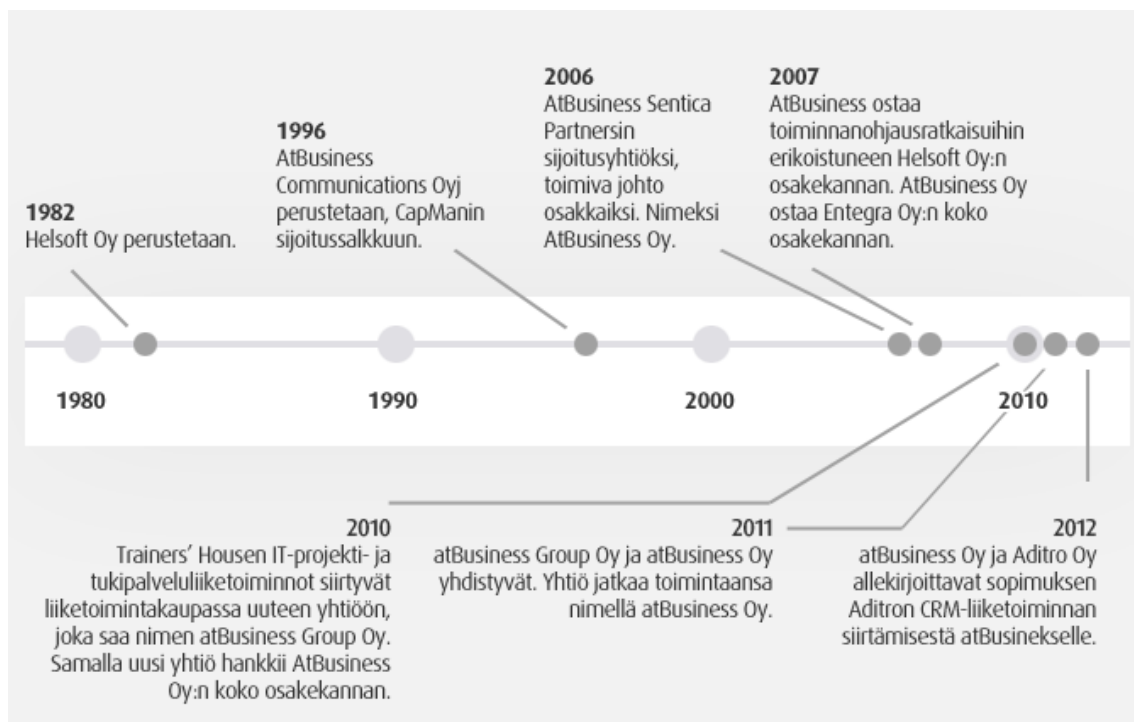 1982
Helsoft Oy perustetaan.
1996
AtBusiness
Communications Oyj
perustetaan, CapManin
sijoitussalkkuun.
2006
AtBusiness Sentica
Partnersin
sijoitusyhtiöksi,
toimiva johto
osakkaiksi. Nimeksi
AtBusiness Oy.
2007
AtBusiness ostaa
toiminnanohjausratkaisuihin
erikoistuneen Helsoft Oy:n
osakekannan. AtBusiness Oy
ostaa Entegra Oy:n koko
osakekannan.
1980
1990
2000
2010
2010
Trainers’ Housen IT-projekti- ja
tukipalveluliiketoiminnot siirtyvät
liiketoimintakaupassa uuteen yhtiöön,
joka saa nimen atBusiness Group Oy.
Samalla uusi yhtiö hankkii AtBusiness
Oy:n koko osakekannan.
2011
atBusiness Group Oy ja atBusiness Oy
yhdistyvät. Yhtiö jatkaa toimintaansa
nimellä atBusiness Oy.
2012
atBusiness Oy ja Aditro Oy
allekirjoittavat sopimuksen
Aditron CRM-liiketoiminnan
siirtämisestä atBusinekselle.